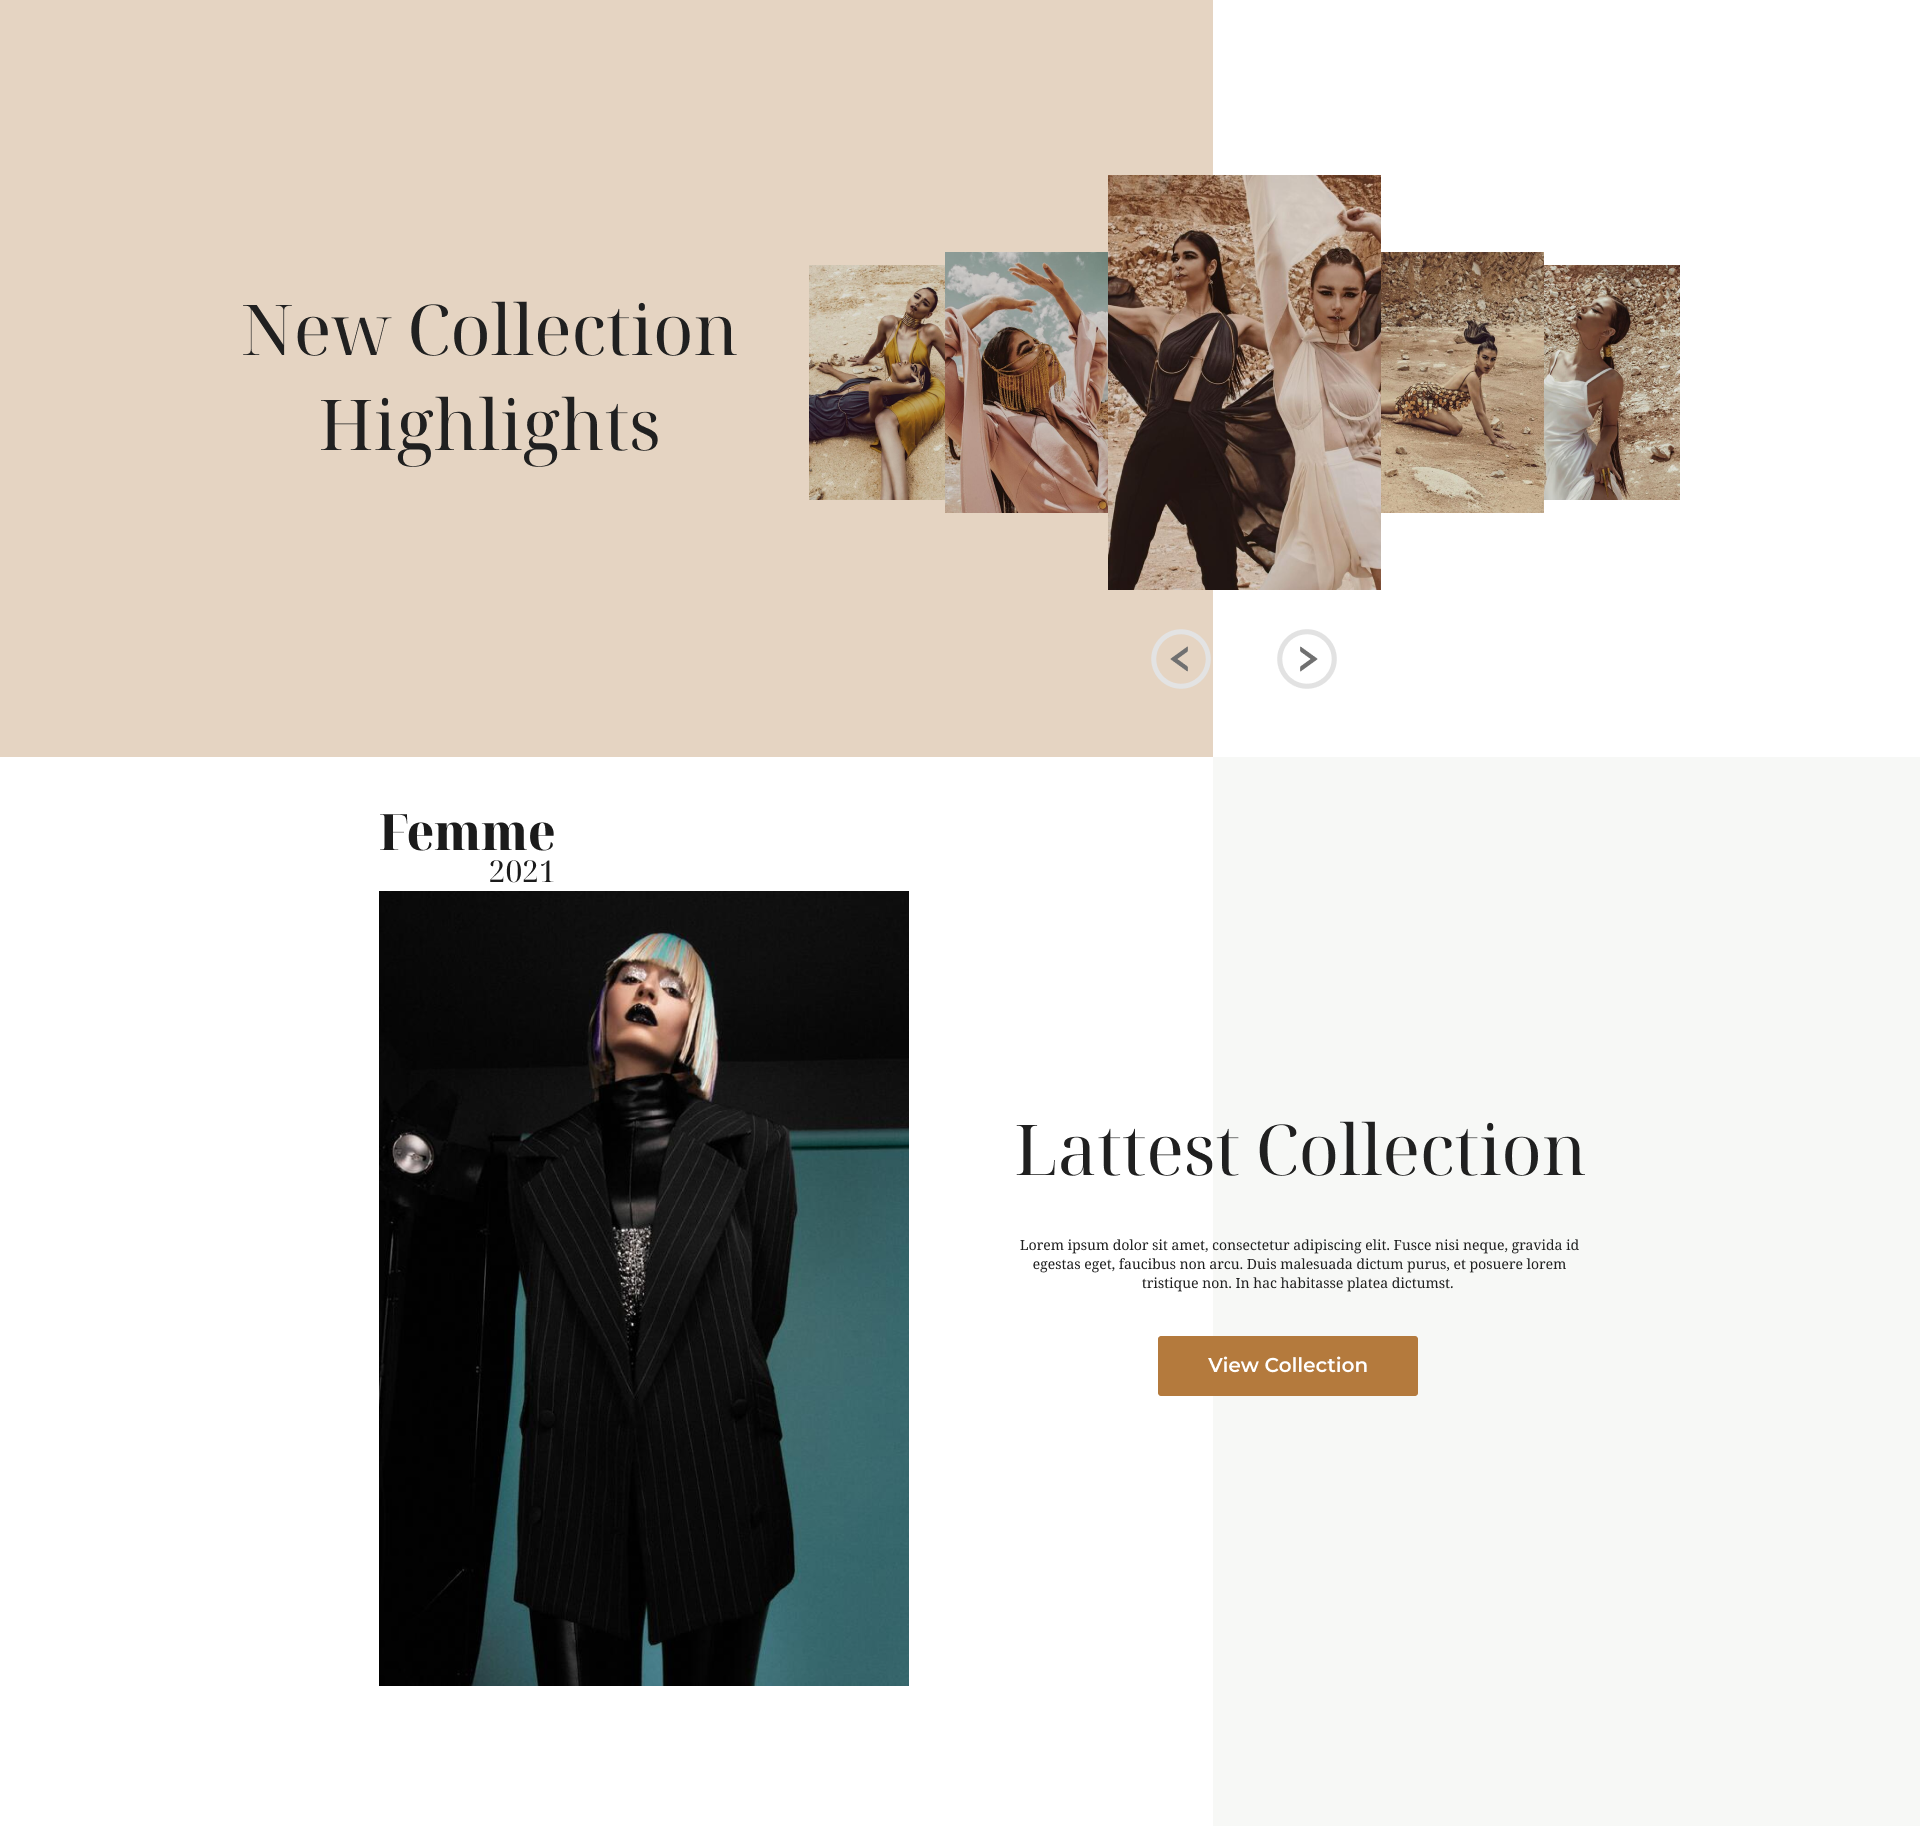 New Collection
Highlights
Femme
2021
Lattest Collection
Lorem ipsum dolor sit amet, consectetur adipiscing elit. Fusce nisi neque, gravida id
egestas eget, faucibus non arcu. Duis malesuada dictum purus, et posuere lorem
tristique non. In hac habitasse platea dictumst.
View Collection